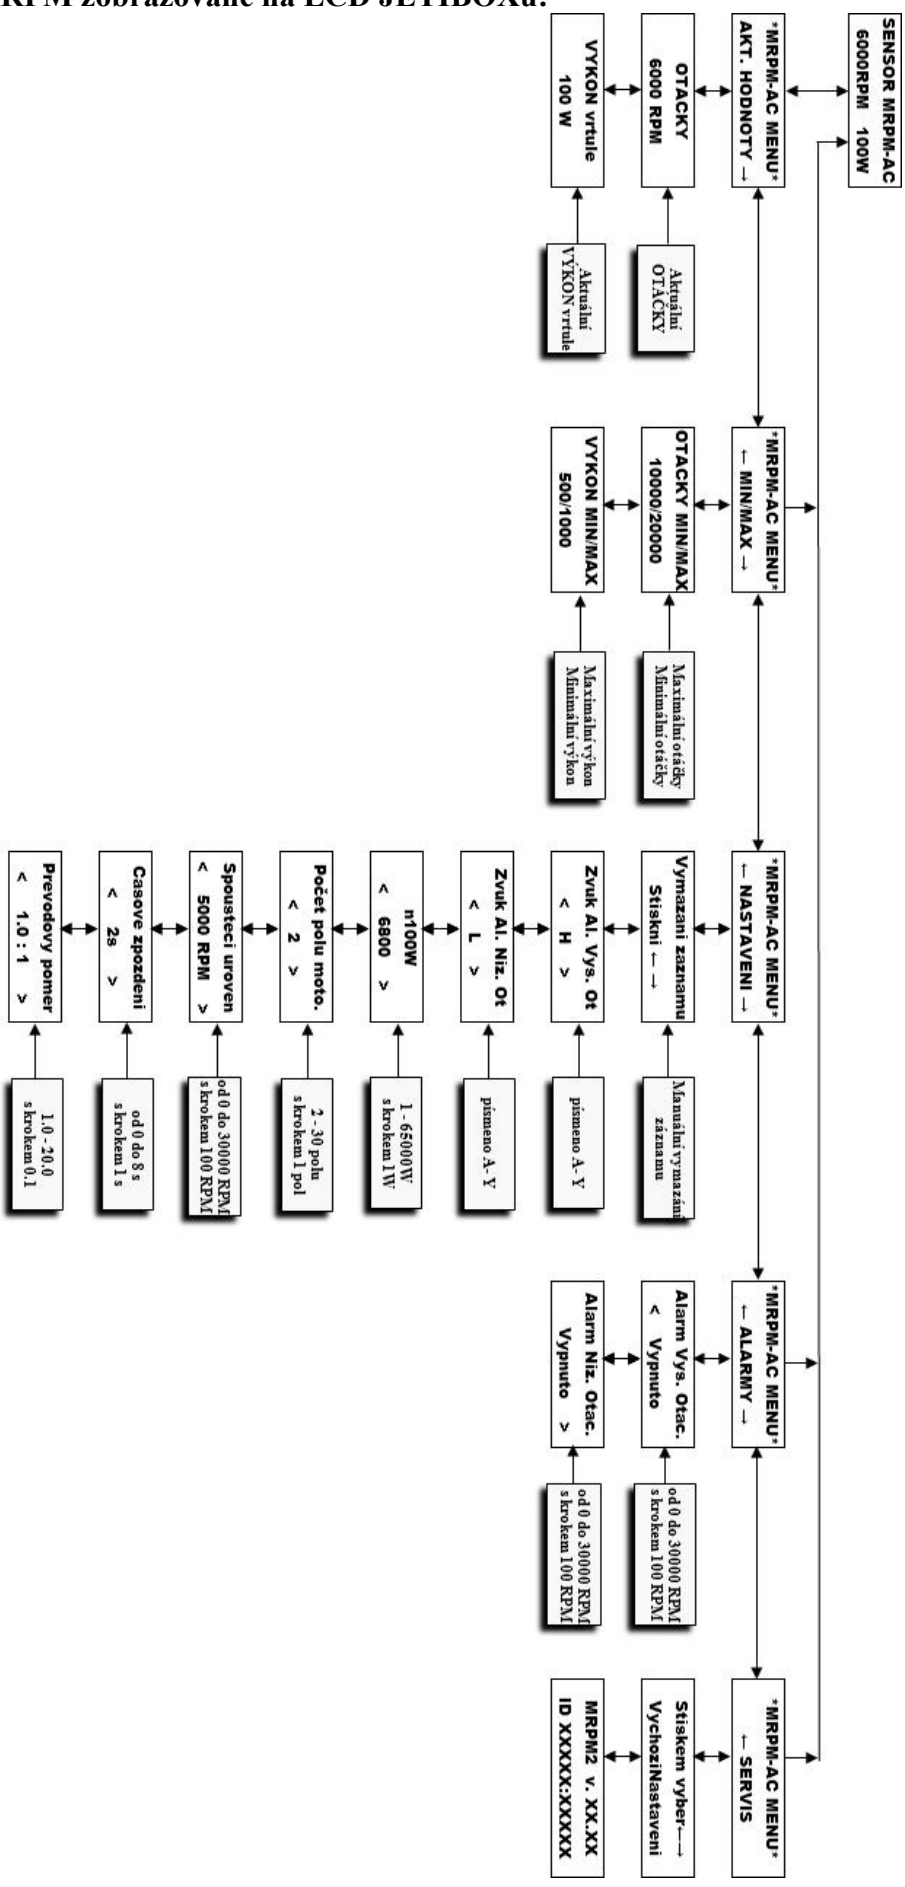 RPM zobrazované na LCD JETIBOXu:
SENSOR MRPM-AC
6000RPM 100W
*MRPM-AC MENU*
AKT. HODNOTY →
OTACKY
6000 RPM
Aktuální
OTÁČKY
VYKON vrtule
100 W
Aktuální
VÝKON vrtule
*MRPM-AC MENU*
← MIN/MAX →
OTACKY MIN/MAX
10000/20000
Maximální otáčky
Minimální otáčky
VYKON MIN/MAX
500/1000
Maximální výkon
Minimální výkon
*MRPM-AC MENU*
← NASTAVENI →
Vymazani zaznamu
Stiskni ← →
Manuální vymazání
záznamu
Zvuk Al. Vys. Ot
< H >
písmeno A- Y
Zvuk Al. Niz. Ot
< L >
písmeno A- Y
n100W
< 6800 >
1 - 65000W
s krokem 1W
Počet polu moto.
< 2 >
2 - 30 polu
s krokem 1 pol
Spousteci uroven
< 5000 RPM >
od 0 do 30000 RPM
s krokem 100 RPM
Casove zpozdeni
< 2s >
od 0 do 8 s
s krokem 1 s
Prevodovy pomer
< 1.0 : 1 >
1.0 - 20.0
s krokem 0.1
*MRPM-AC MENU*
← ALARMY →
Alarm Vys. Otac.
< Vypnuto
od 0 do 30000 RPM
s krokem 100 RPM
Alarm Niz. Otac.
Vypnuto >
od 0 do 30000 RPM
s krokem 100 RPM
*MRPM-AC MENU*
← SERVIS
Stiskem vyber←→
VychoziNastaveni
MRPM2 v. XX.XX
ID XXXXX:XXXXX